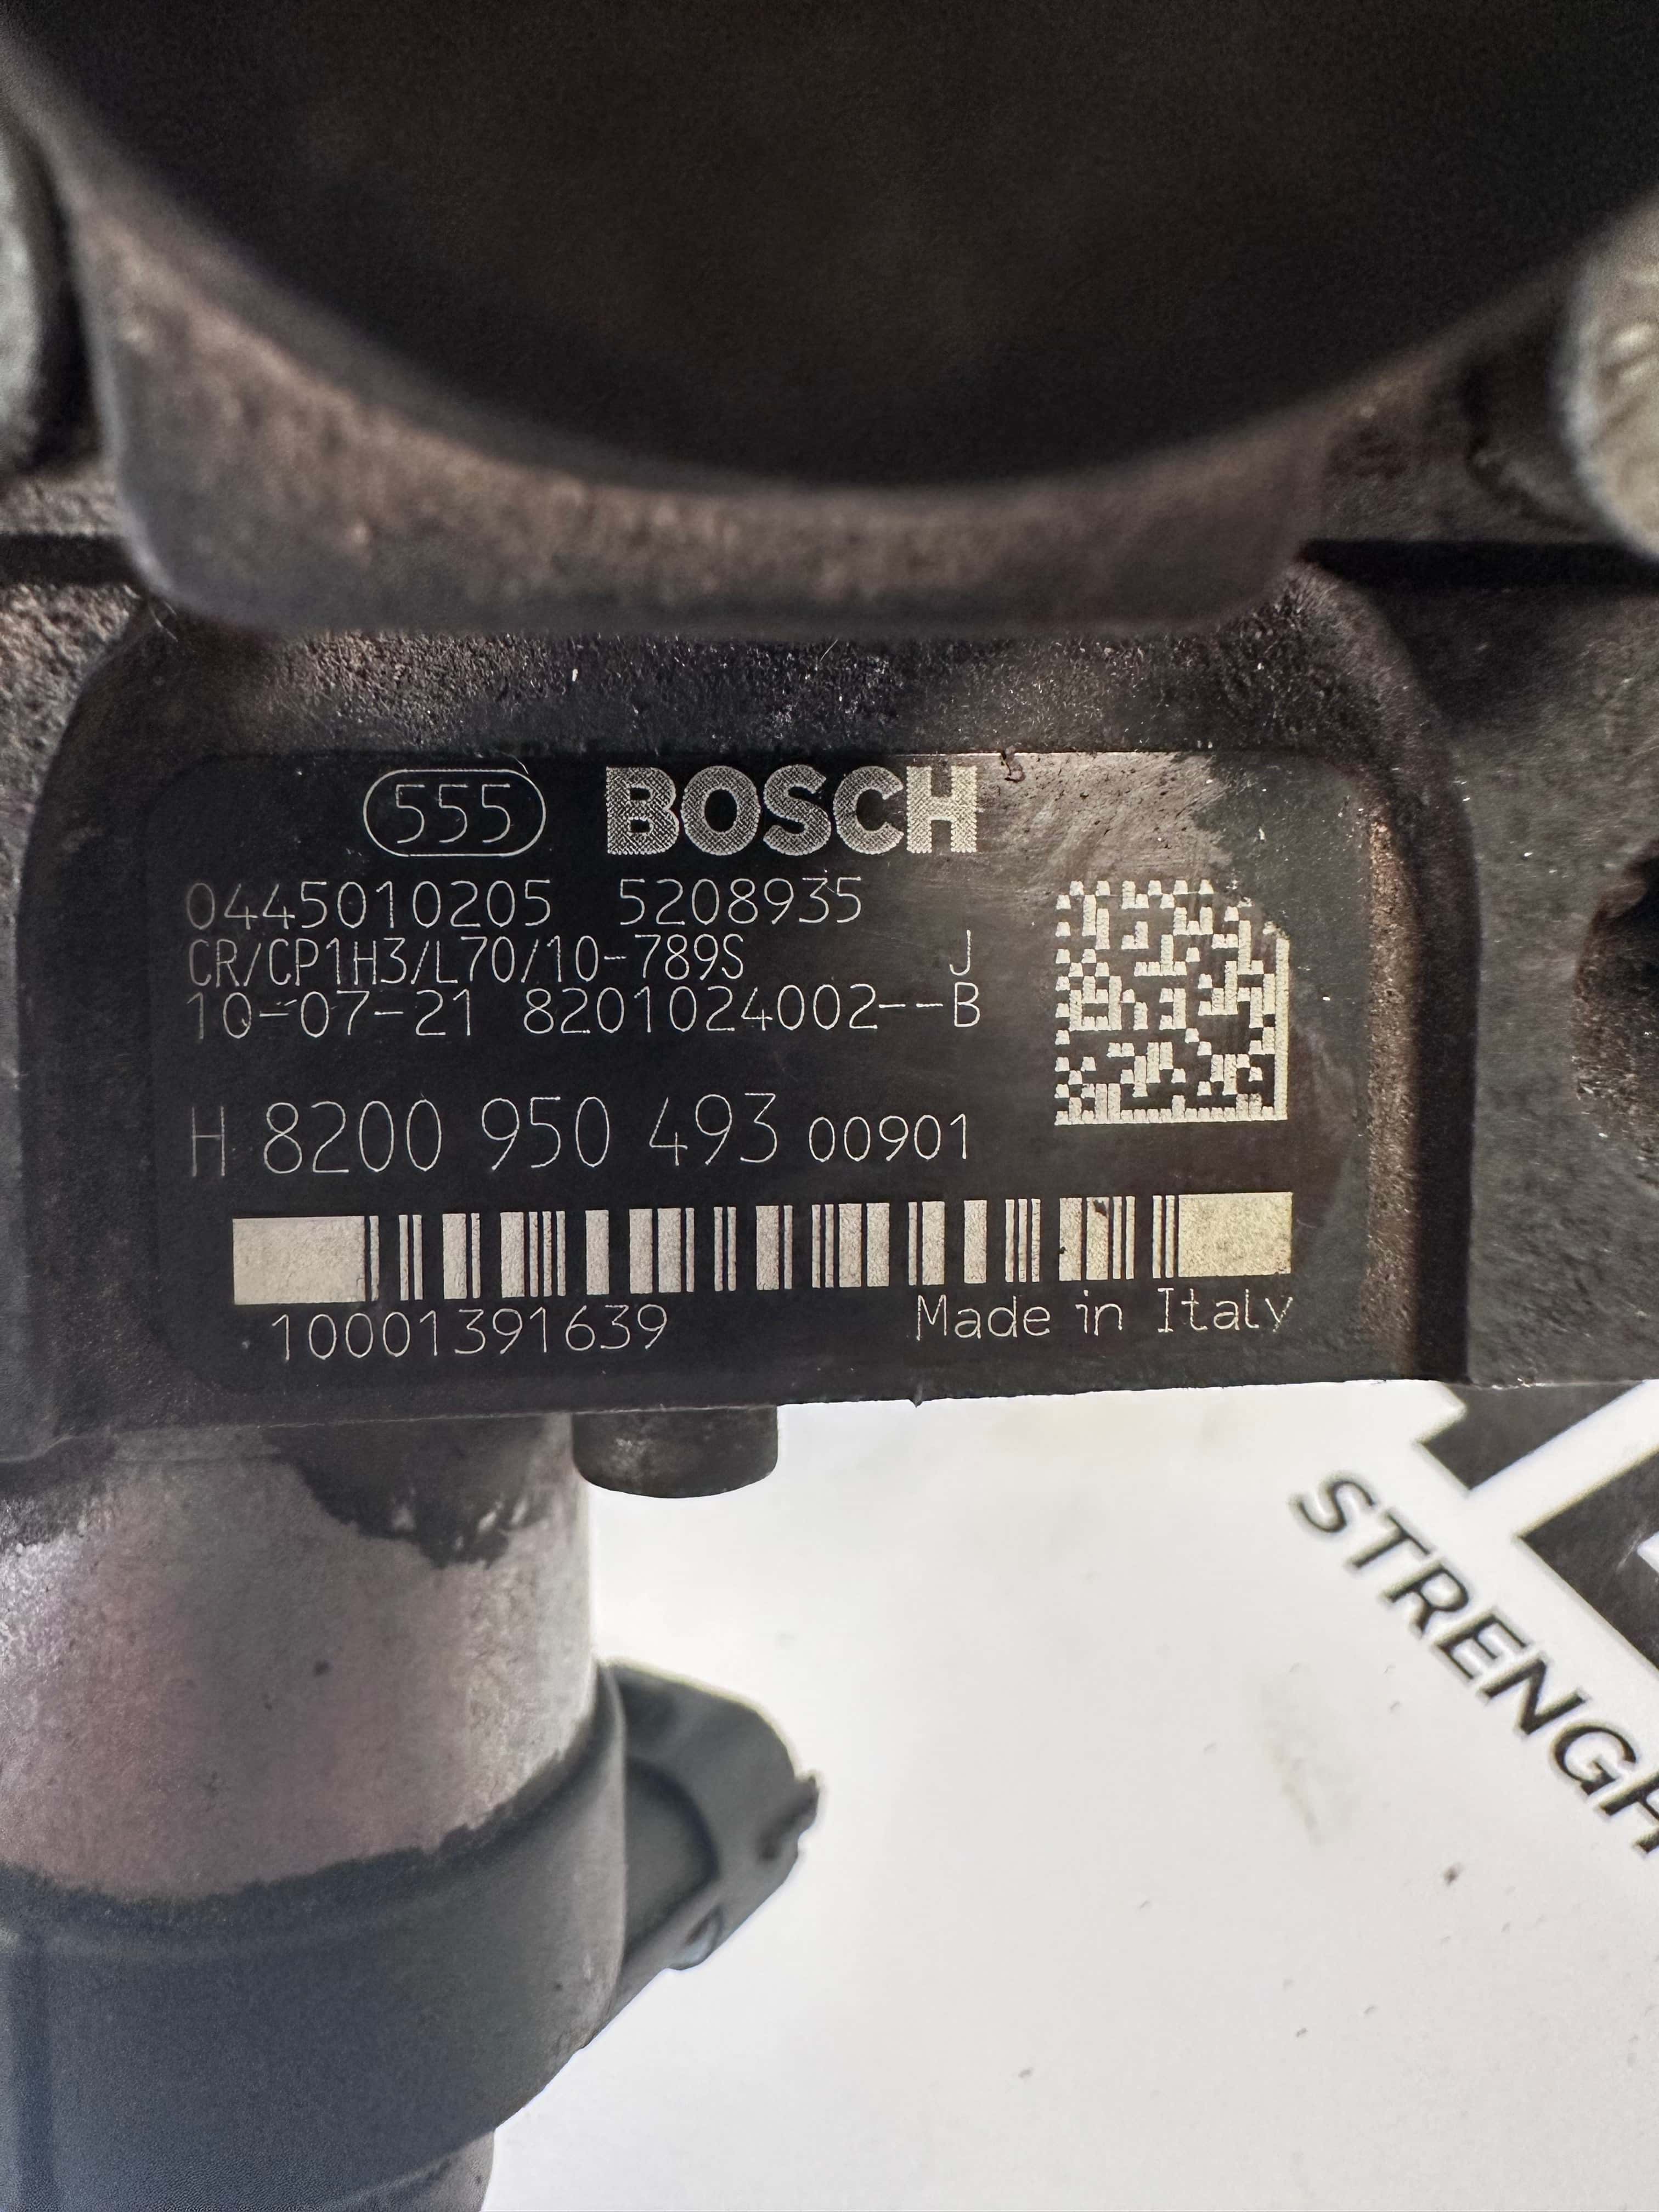 555 BOSCH
0445010205 5208935
CR/CP1H3/L70/10-789S J
10-07-21 8201024002--B
H 8200 950 493 00901
10001391639 Made in Italy